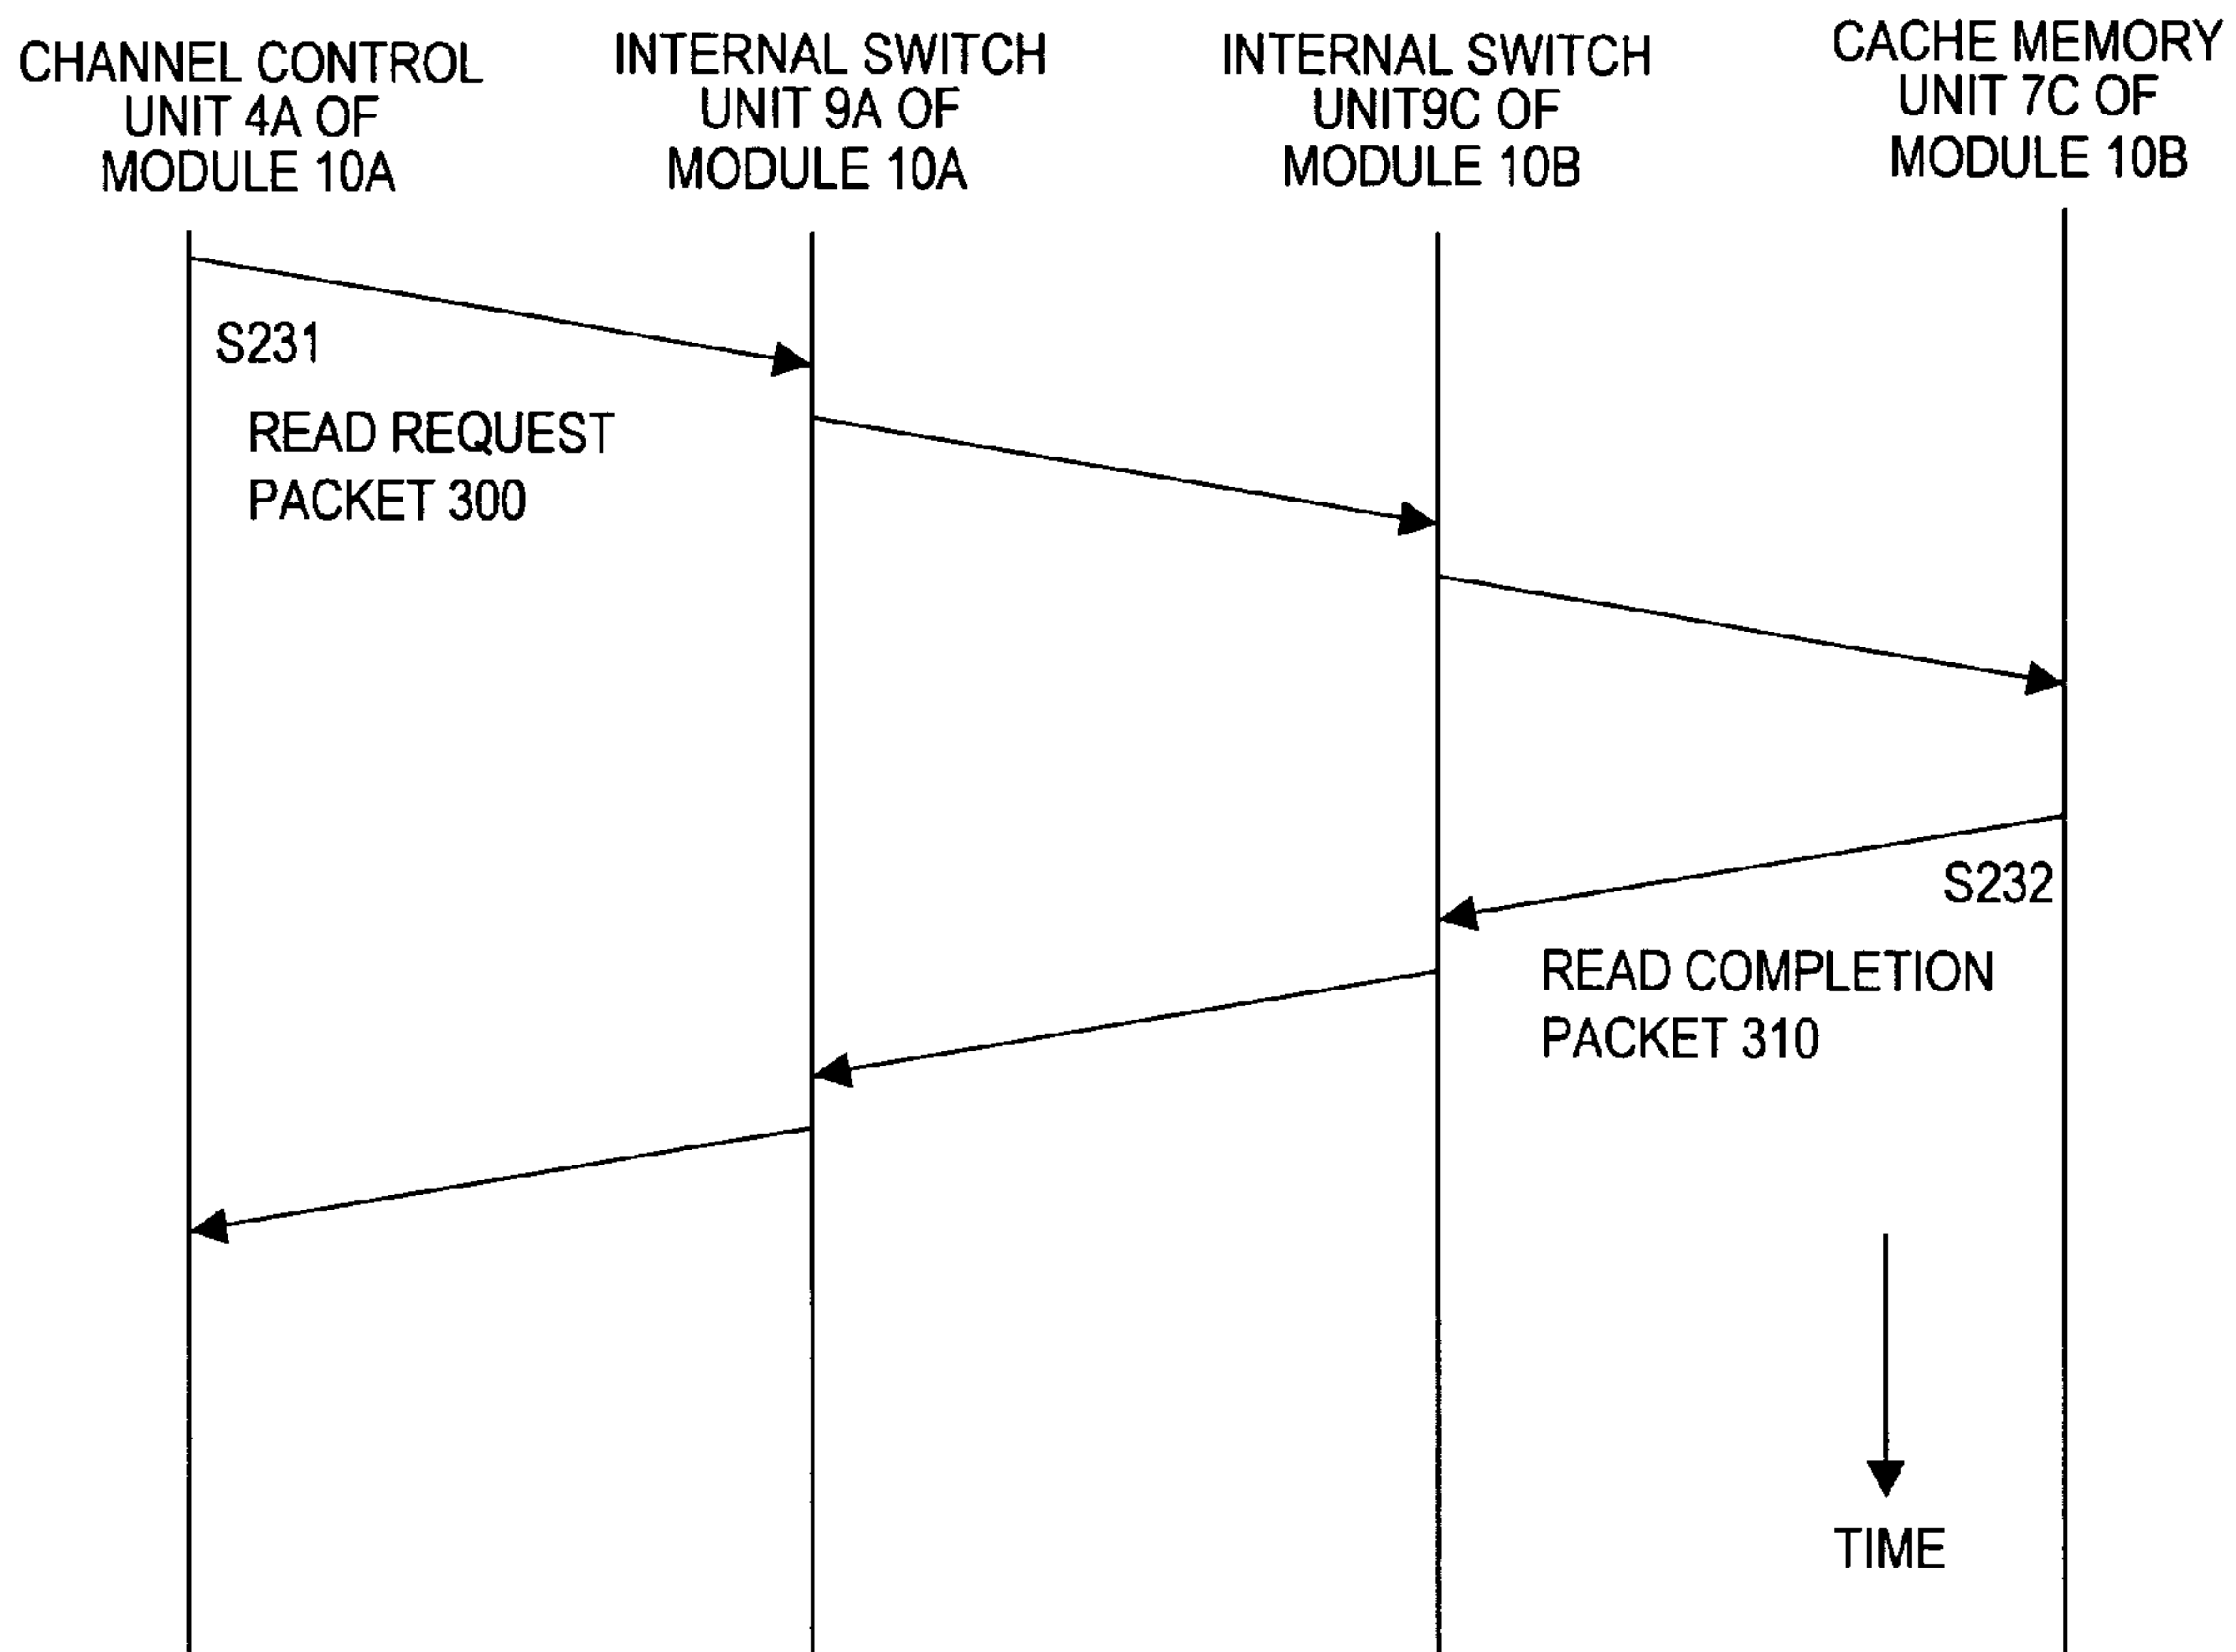 CHANNEL CONTROL
UNIT 4A OF
MODULE 10A
INTERNAL SWITCH
UNIT 9A OF
MODULE 10A
INTERNAL SWITCH
UNIT9C OF
MODULE 10B
CACHE MEMORY
UNIT 7C OF
MODULE 10B
S231
READ REQUEST
PACKET 300
S232
READ COMPLETION
PACKET 310
TIME